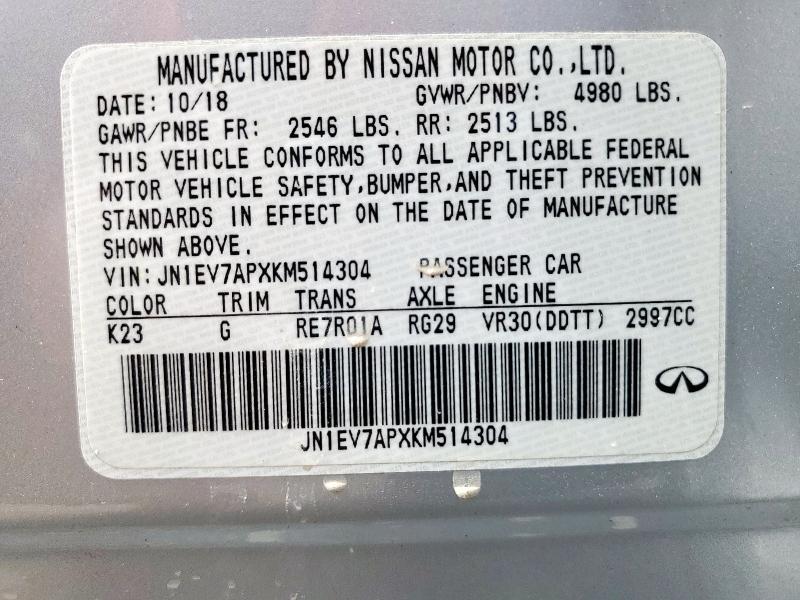 MANUFACTURED BY NISSAN MOTOR CO.,LTD.
DATE: 10/18 GVWR/PNBV: 4980 LBS.
GAWR/PNBE FR: 2546 LBS. RR: 2513 LBS.
THIS VEHICLE CONFORMS TO ALL APPLICABLE FEDERAL
MOTOR VEHICLE SAFETY,BUMPER,AND THEFT PREVENTION
STANDARDS IN EFFECT ON THE DATE OF MANUFACTURE
SHOWN ABOVE.
VIN:JN1EV7APXKM514304 PASSENGER CAR
COLOR TRIM TRANS AXLE ENGINE
K23 G RE7R01A RG29 VR30(DDTT) 2997CC
JN1EV7APXKM514304